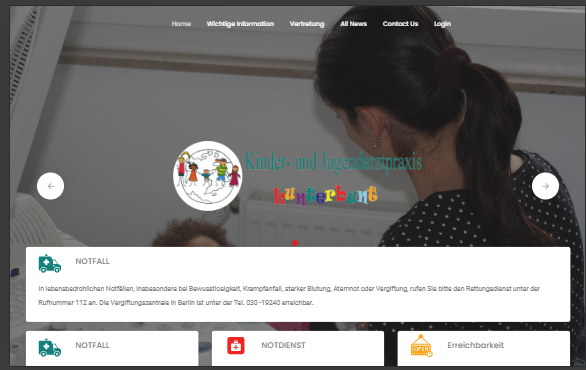 Home Wichtige Information Vertretung All News Contact Us Login
Kinder- und Jugendarztpraxis
kunterbunt
NOTFALL
In lebensbedrohlichen Notfällen, insbesondere bei Bewusstlosigkeit, Krampfanfall, starker Blutung, Atemnot oder Vergiftung, rufen Sie bitte den Rettungsdienst unter der
Rufnummer 112 an. Die Vergiftungszentrale in Berlin ist unter der Tel. 030 -19240 erreichbar.
NOTFALL NOTDIENST OPEN Erreichbarkeit